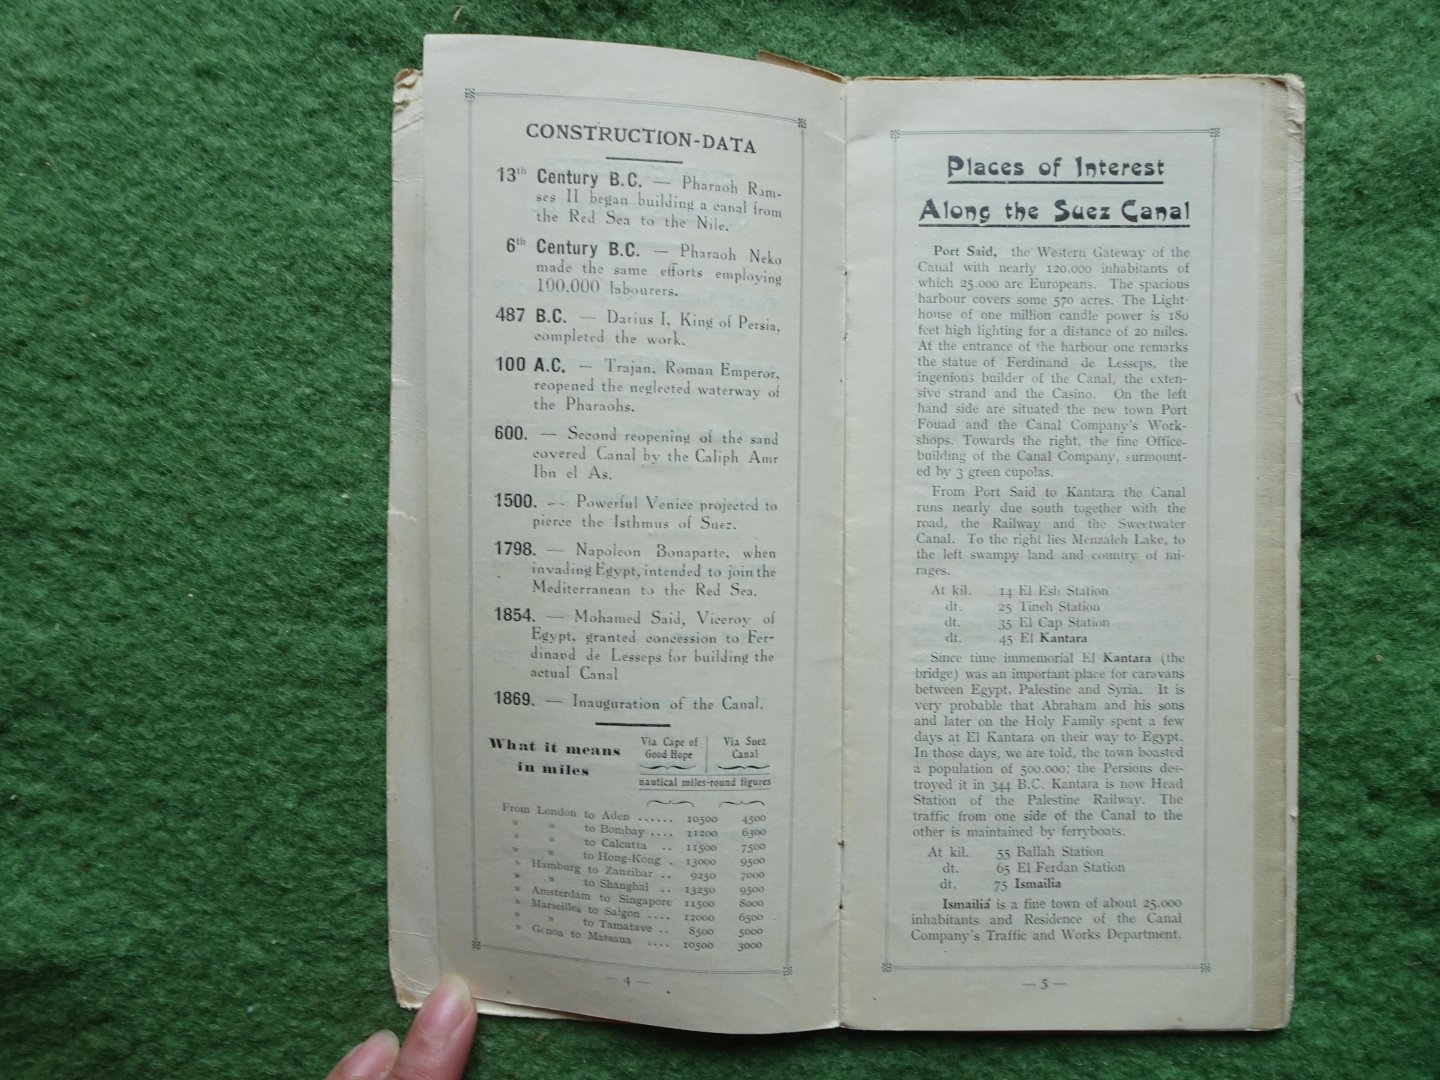 CONSTRUCTION-DATA
13th Century B.C. — Pharaoh Ram-
ses II began building a canal from
the Red Sea to the Nile.
6th Century B.C. — Pharaoh Neko
made the same efforts employing
100.000 labourers.
487 B.C. — Darius I, King of Persia,
completed the work.
100 A.C. — Trajan, Roman Emperor,
reopened the neglected waterway of
the Pharaohs.
600. — Second reopening of the sand
covered Canal by the Caliph Amr
Ibn el As.
1500. — Powerful Venice projected to
pierce the Isthmus of Suez.
1798. — Napoleon Bonaparte, when
invading Egypt, intended to join the
Mediterranean to the Red Sea.
1854. — Mohamed Said, Viceroy of
Egypt, granted concession to Fer-
dinand de Lesseps for building the
actual Canal
1869. — Inauguration of the Canal.
What it means
in miles
Via Cape of
Good Hope
Via Suez
Canal
nautical miles-round figures
From London to Aden ...... 10500 4500
» » to Bombay .... 11200 6300
» » to Calcutta .. 11500 7500
» » to Hong-Kong . 13000 9500
» Hamburg to Zanzibar .. 9250 7000
» » to Shanghai .. 13250 9500
» Amsterdam to Singapore 11500 8000
» Marseilles to Saigon .... 12000 6500
» » to Tamatave .. 8500 5000
» Genoa to Massaua .... 10500 3000
— 4 —
Places of Interest
Along the Suez Canal
Port Said, the Western Gateway of the
Canal with nearly 120.000 inhabitants of
which 25.000 are Europeans. The spacious
harbour covers some 570 acres. The Light-
house of one million candle power is 180
feet high lighting for a distance of 20 miles.
At the entrance of the harbour one remarks
the statue of Ferdinand de Lesseps, the
ingenious builder of the Canal, the exten-
sive strand and the Casino. On the left
hand side are situated the new town Port
Fouad and the Canal Company's Work-
shops. Towards the right, the fine Office-
building of the Canal Company, surmount-
ed by 3 green cupolas.
From Port Said to Kantara the Canal
runs nearly due south together with the
road, the Railway and the Sweetwater
Canal. To the right lies Menzaleh Lake, to
the left swampy land and country of mi-
rages.
At kil. 14 El Esh Station
dt. 25 Tineh Station
dt. 35 El Cap Station
dt. 45 El Kantara
Since time immemorial El Kantara (the
bridge) was an important place for caravans
between Egypt, Palestine and Syria. It is
very probable that Abraham and his sons
and later on the Holy Family spent a few
days at El Kantara on their way to Egypt.
In those days, we are told, the town boasted
a population of 500.000; the Persions des-
troyed it in 344 B.C. Kantara is now Head
Station of the Palestine Railway. The
traffic from one side of the Canal to the
other is maintained by ferryboats.
At kil. 55 Ballah Station
dt. 65 El Ferdan Station
dt. 75 Ismailia
Ismailiá is a fine town of about 25.000
inhabitants and Residence of the Canal
Company's Traffic and Works Department.
— 5 —